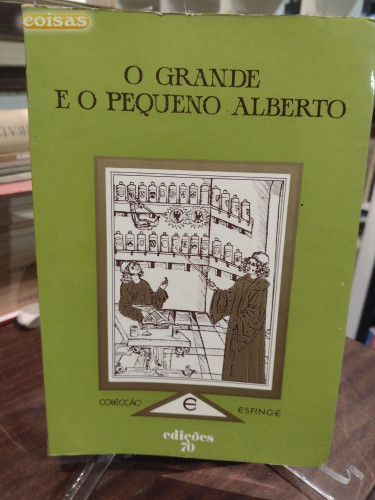 coisas
O GRANDE
E O PEQUENO ALBERTO
COLECÇÃO
E
ESFINGE
edições
70